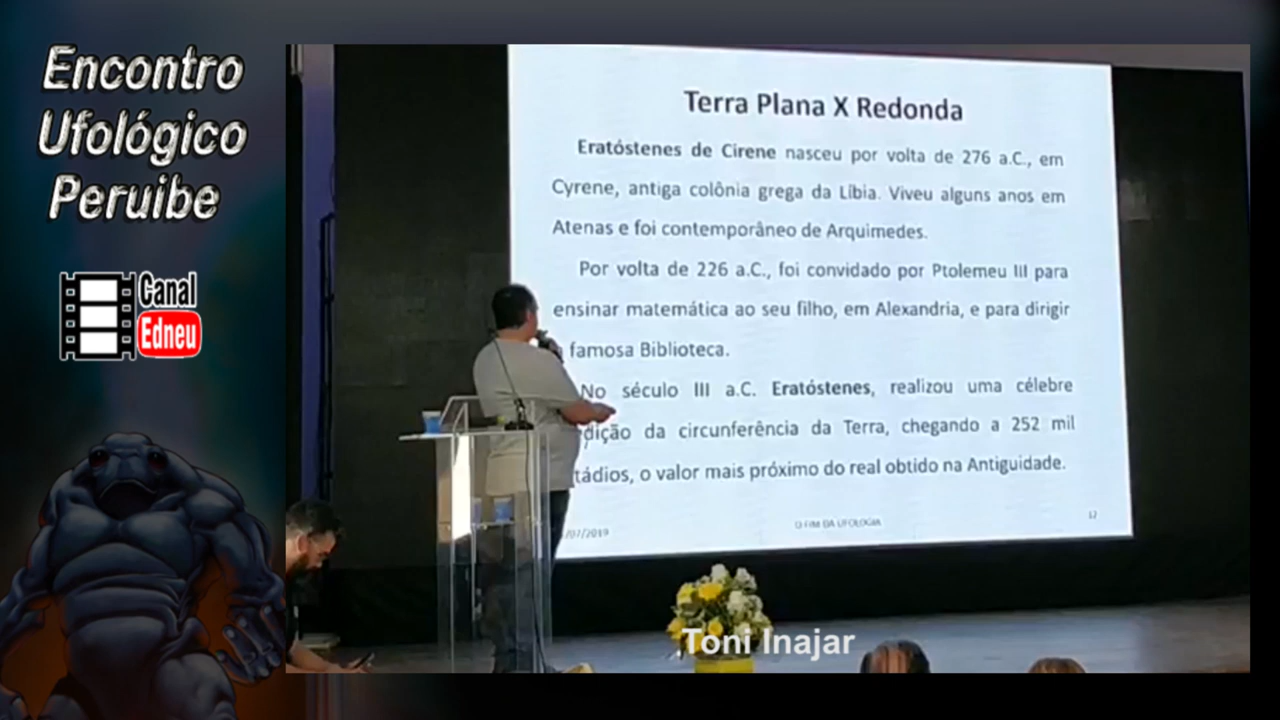 Encontro
Ufológico
Peruibe
Canal
Edneu
Terra Plana X Redonda
Eratóstenes de Cirene nasceu por volta de 276 a.C., em
Cyrene, antiga colônia grega da Líbia. Viveu alguns anos em
Atenas e foi contemporâneo de Arquimedes.
Por volta de 226 a.C., foi convidado por Ptolemeu III para
ensinar matemática ao seu filho, em Alexandria, e para dirigir
famosa Biblioteca.
No século III a.C. Eratóstenes, realizou uma célebre
dição da circunferência da Terra, chegando a 252 mil
tádios, o valor mais próximo do real obtido na Antiguidade.
/07/2019
O FIM DA UFOLOGIA
Toni Inajar